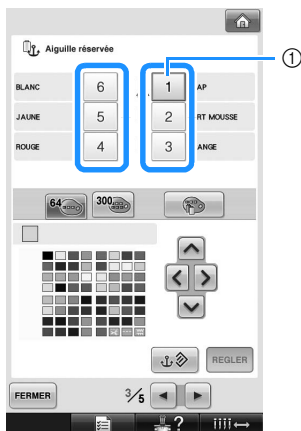 Aiguille réservée
①
BLANC 6 1 AP
JAUNE 5 2 RT MOUSSE
ROUGE 4 3 ANGE
64 300
REGLER
FERMER 3/5
?